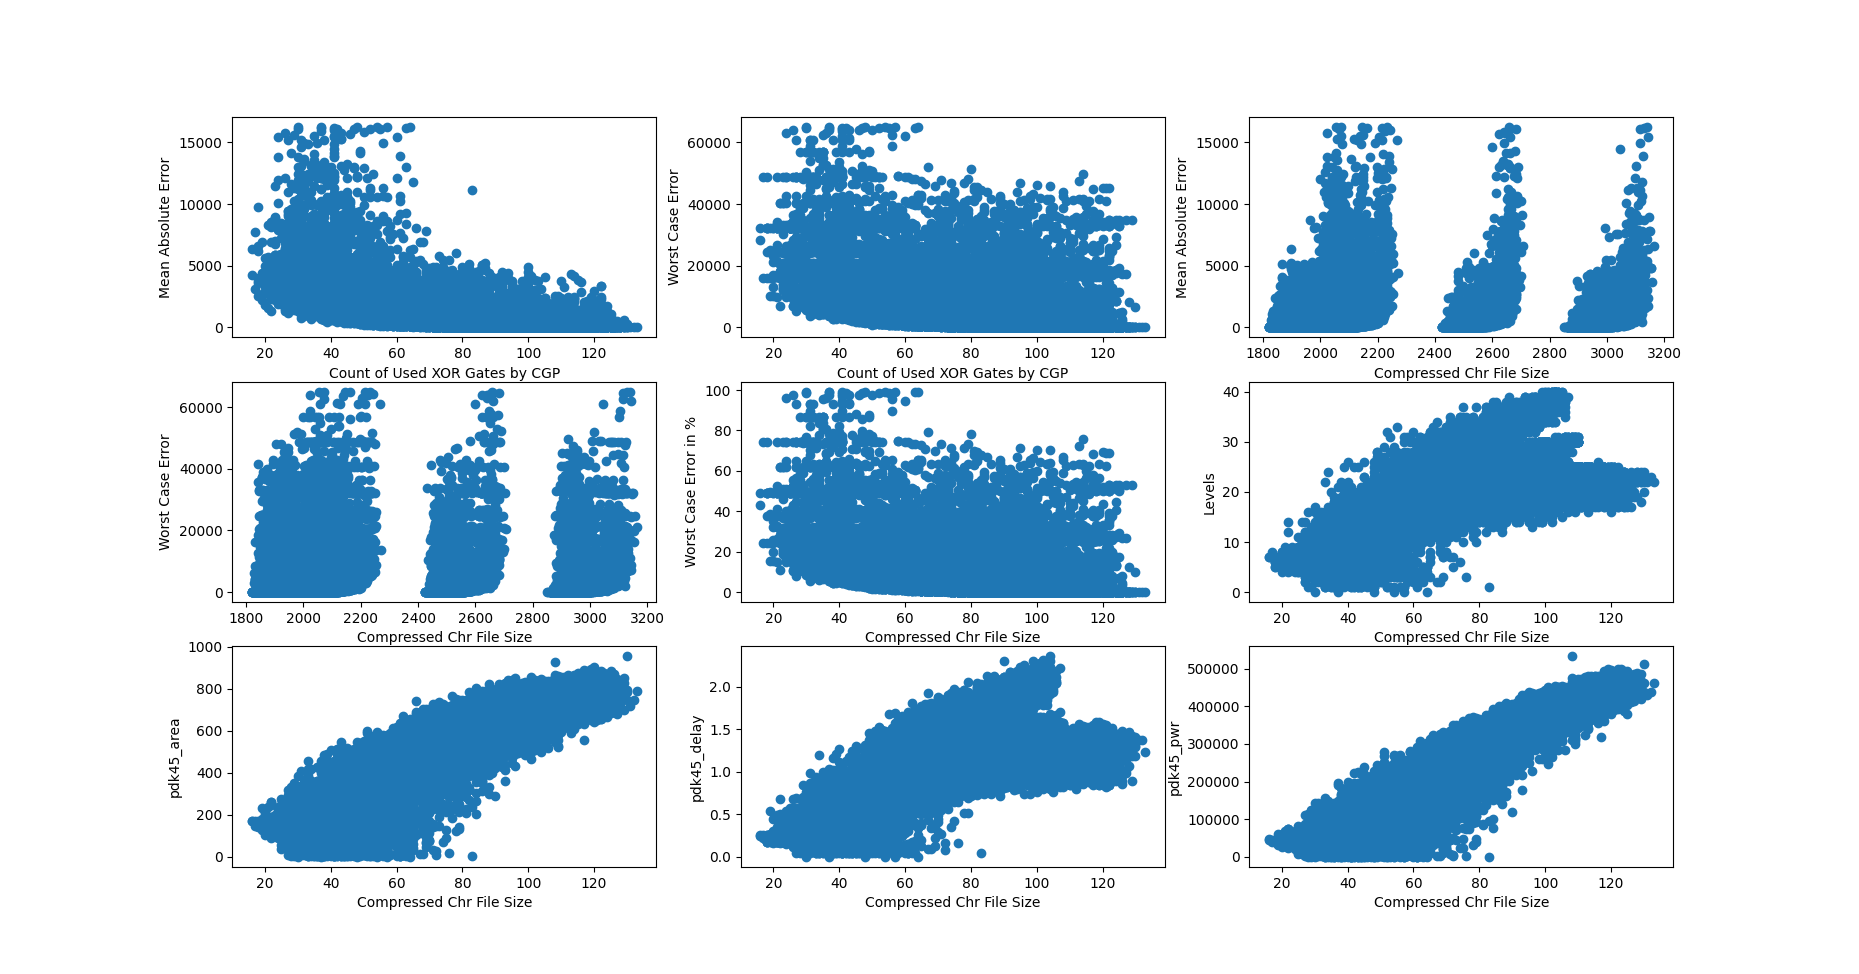 Mean Absolute Error
15000
10000
5000
0
20 40 60 80 100 120
Count of Used XOR Gates by CGP
Worst Case Error
60000
40000
20000
0
20 40 60 80 100 120
Count of Used XOR Gates by CGP
Mean Absolute Error
15000
10000
5000
0
1800 2000 2200 2400 2600 2800 3000 3200
Compressed Chr File Size
Worst Case Error
60000
40000
20000
0
1800 2000 2200 2400 2600 2800 3000 3200
Compressed Chr File Size
Worst Case Error in %
100
80
60
40
20
0
20 40 60 80 100 120
Compressed Chr File Size
Levels
40
30
20
10
0
20 40 60 80 100 120
Compressed Chr File Size
pdk45_area
1000
800
600
400
200
0
20 40 60 80 100 120
Compressed Chr File Size
pdk45_delay
2.0
1.5
1.0
0.5
0.0
20 40 60 80 100 120
Compressed Chr File Size
pdk45_pwr
500000
400000
300000
200000
100000
0
20 40 60 80 100 120
Compressed Chr File Size